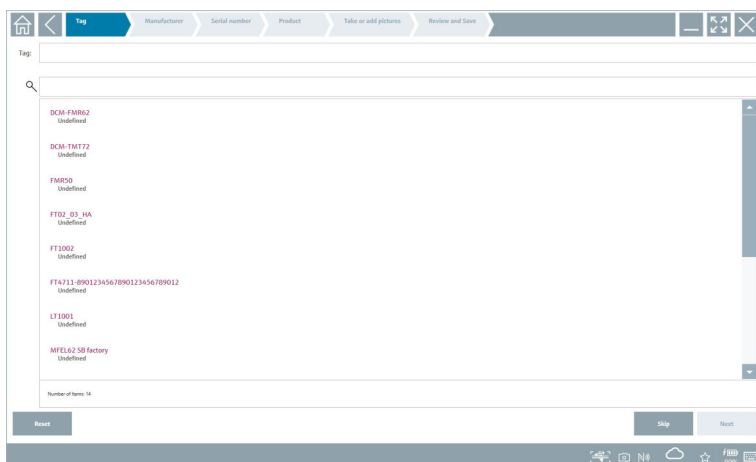 Tag
Manufacturer
Serial number
Product
Take or add pictures
Review and Save
Tag:
DCM-FMR62
Undefined
DCM-TMT72
Undefined
FMR50
Undefined
FT02_03_HA
Undefined
FT1002
Undefined
FT4711-8901234567890123456789012
Undefined
LT1001
Undefined
MFEL62 SB factory
Undefined
Number of items: 14
Reset
Skip
Next